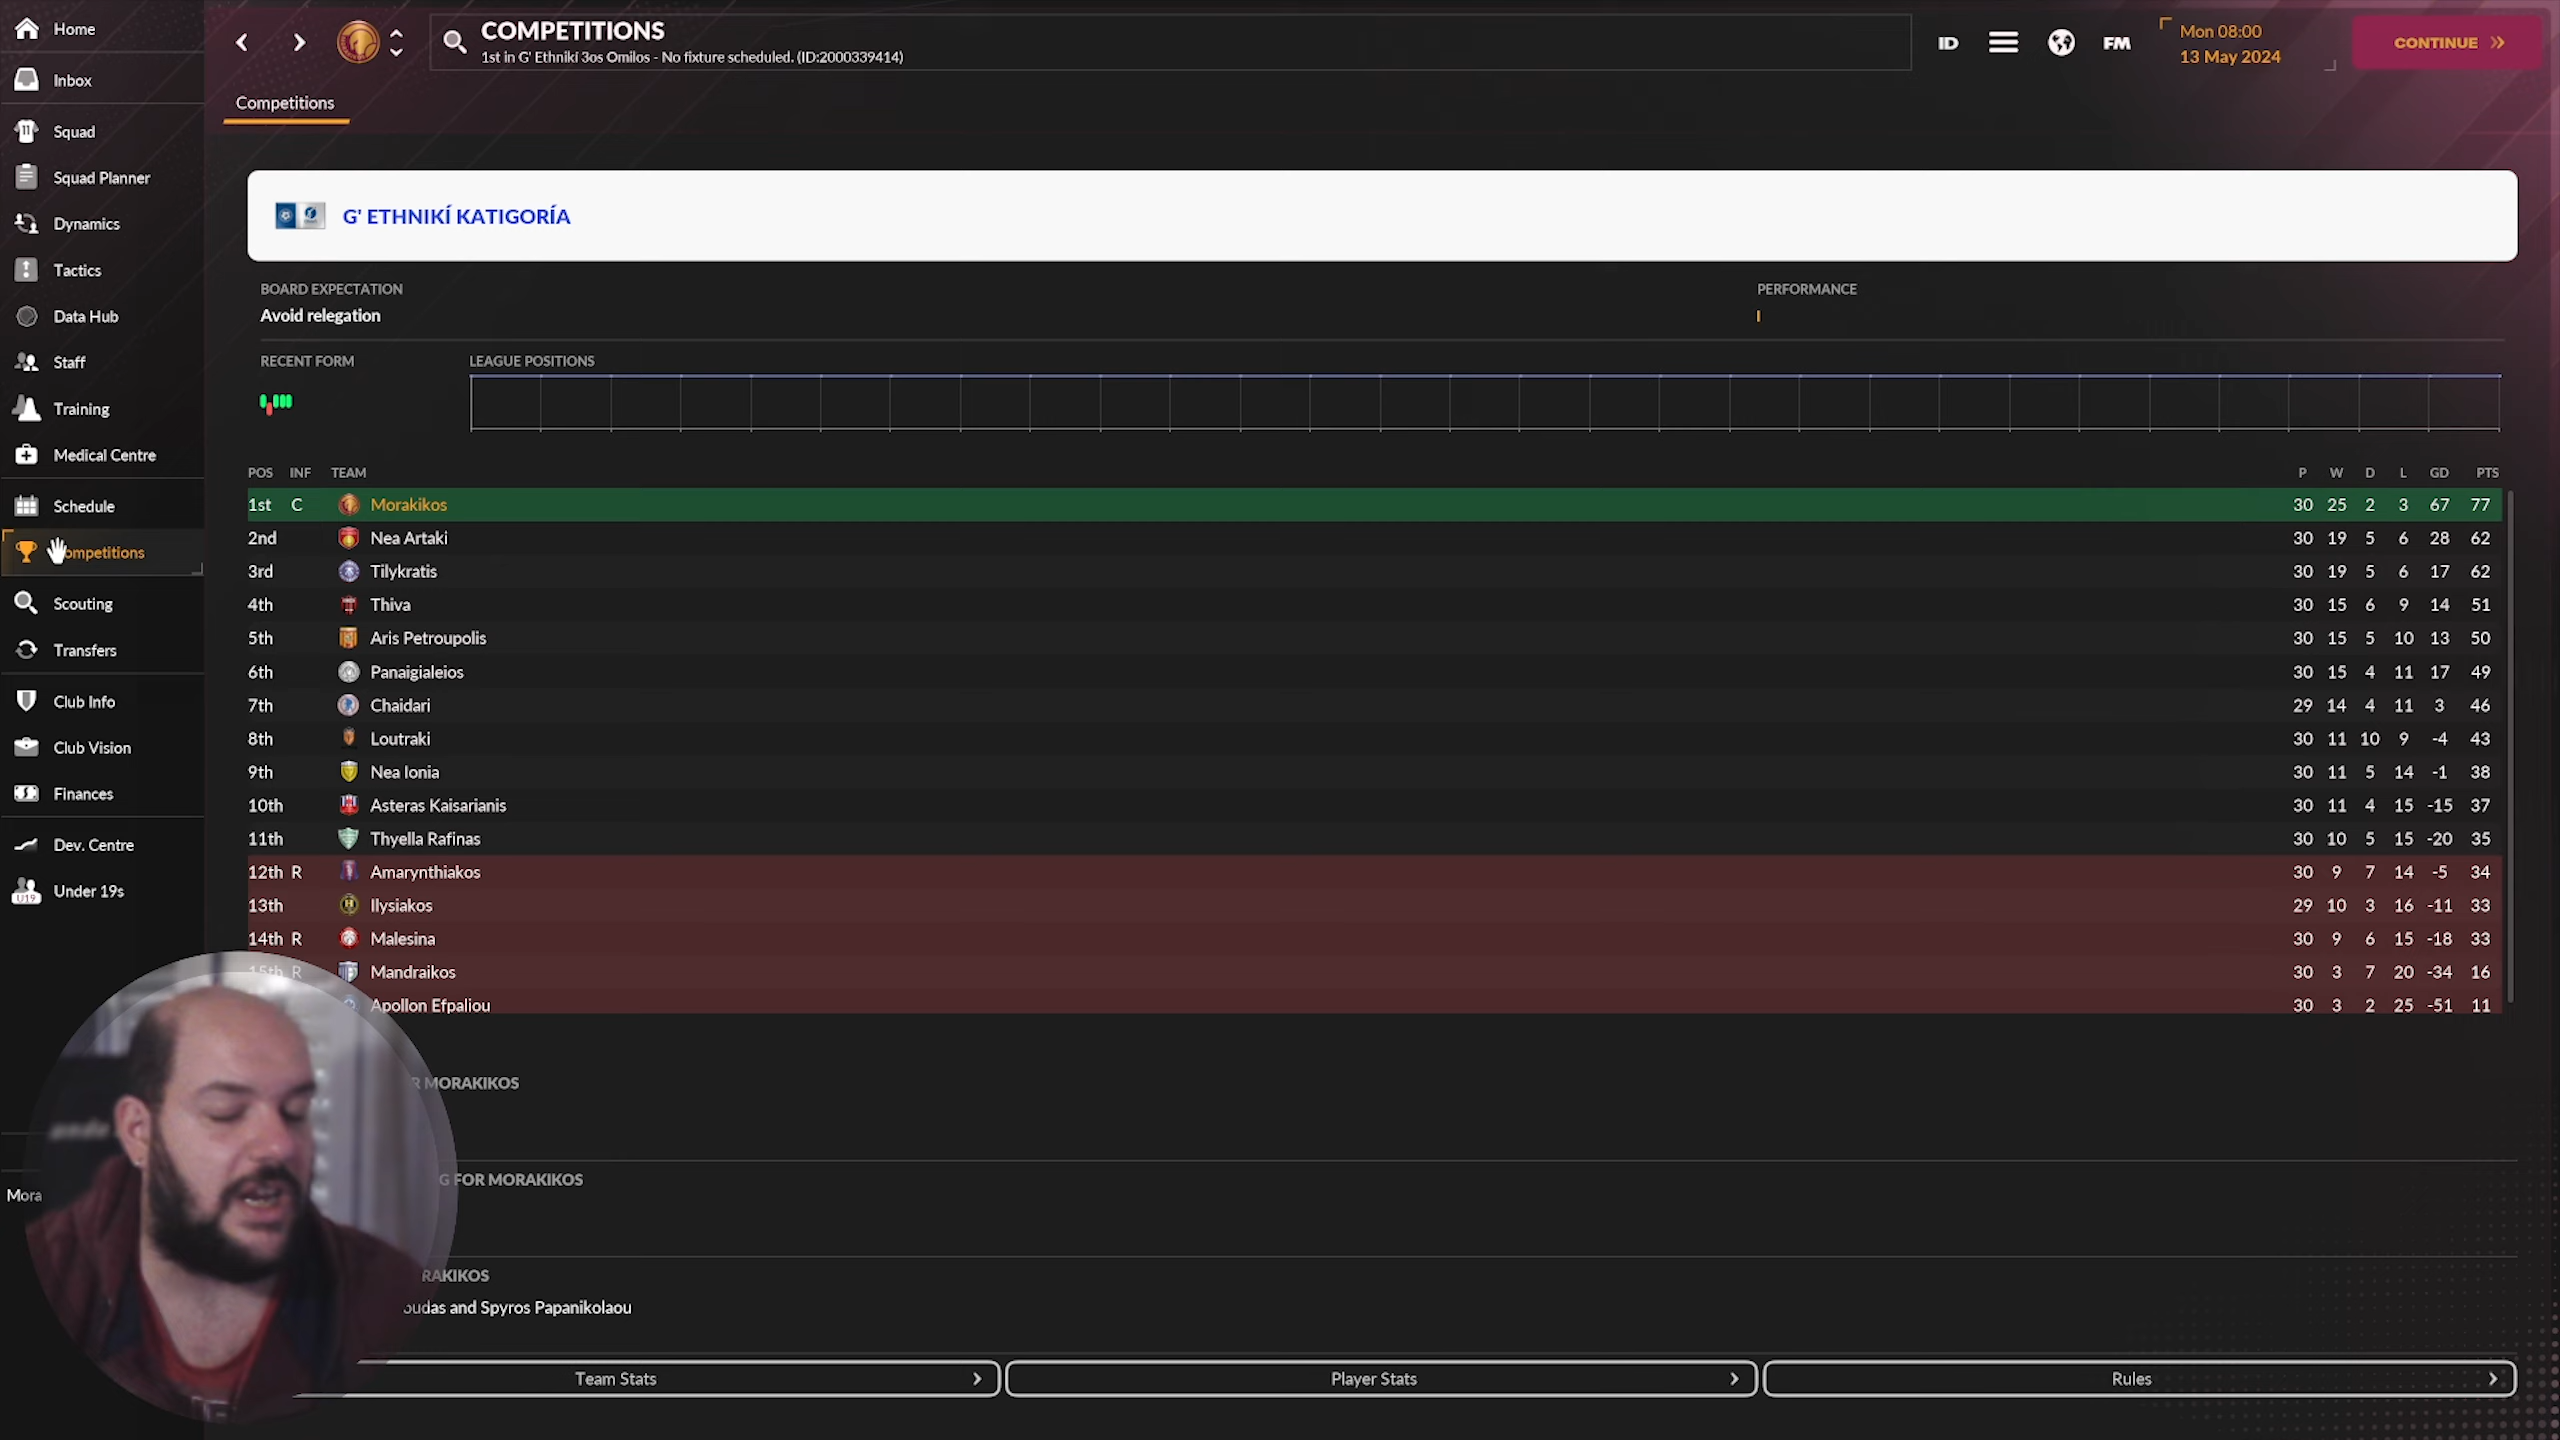 Home
Inbox
Squad
Squad Planner
Dynamics
Tactics
Data Hub
Staff
Training
Medical Centre
Schedule
ompetitions
Scouting
Transfers
Club Info
Club Vision
Finances
Dev. Centre
U19 Under 19s
Mora
COMPETITIONS
1st in G' Ethniki 3os Omilos - No fixture scheduled. (ID:2000339414)
ID
FM
Mon 08:00
13 May 2024
CONTINUE
Competitions
G' ETHNIKÍ KATIGORÍA
BOARD EXPECTATION
Avoid relegation
PERFORMANCE
RECENT FORM
LEAGUE POSITIONS
POS INF TEAM P W D L GD PTS
1st C Morakikos 30 25 2 3 67 77
2nd Nea Artaki 30 19 5 6 28 62
3rd Tilykratis 30 19 5 6 17 62
4th Thiva 30 15 6 9 14 51
5th Aris Petroupolis 30 15 5 10 13 50
6th Panaigialeios 30 15 4 11 17 49
7th Chaidari 29 14 4 11 3 46
8th Loutraki 30 11 10 9 -4 43
9th Nea Ionia 30 11 5 14 -1 38
10th Asteras Kaisarianis 30 11 4 15 -15 37
11th Thyella Rafinas 30 10 5 15 -20 35
12th R Amarynthiakos 30 9 7 14 -5 34
13th Ilysiakos 29 10 3 16 -11 33
14th R Malesina 30 9 6 15 -18 33
15th R Mandraikos 30 3 7 20 -34 16
Apollon Efpaliou 30 3 2 25 -51 11
R MORAKIKOS
G FOR MORAKIKOS
RAKIKOS
oudas and Spyros Papanikolaou
Team Stats
Player Stats
Rules